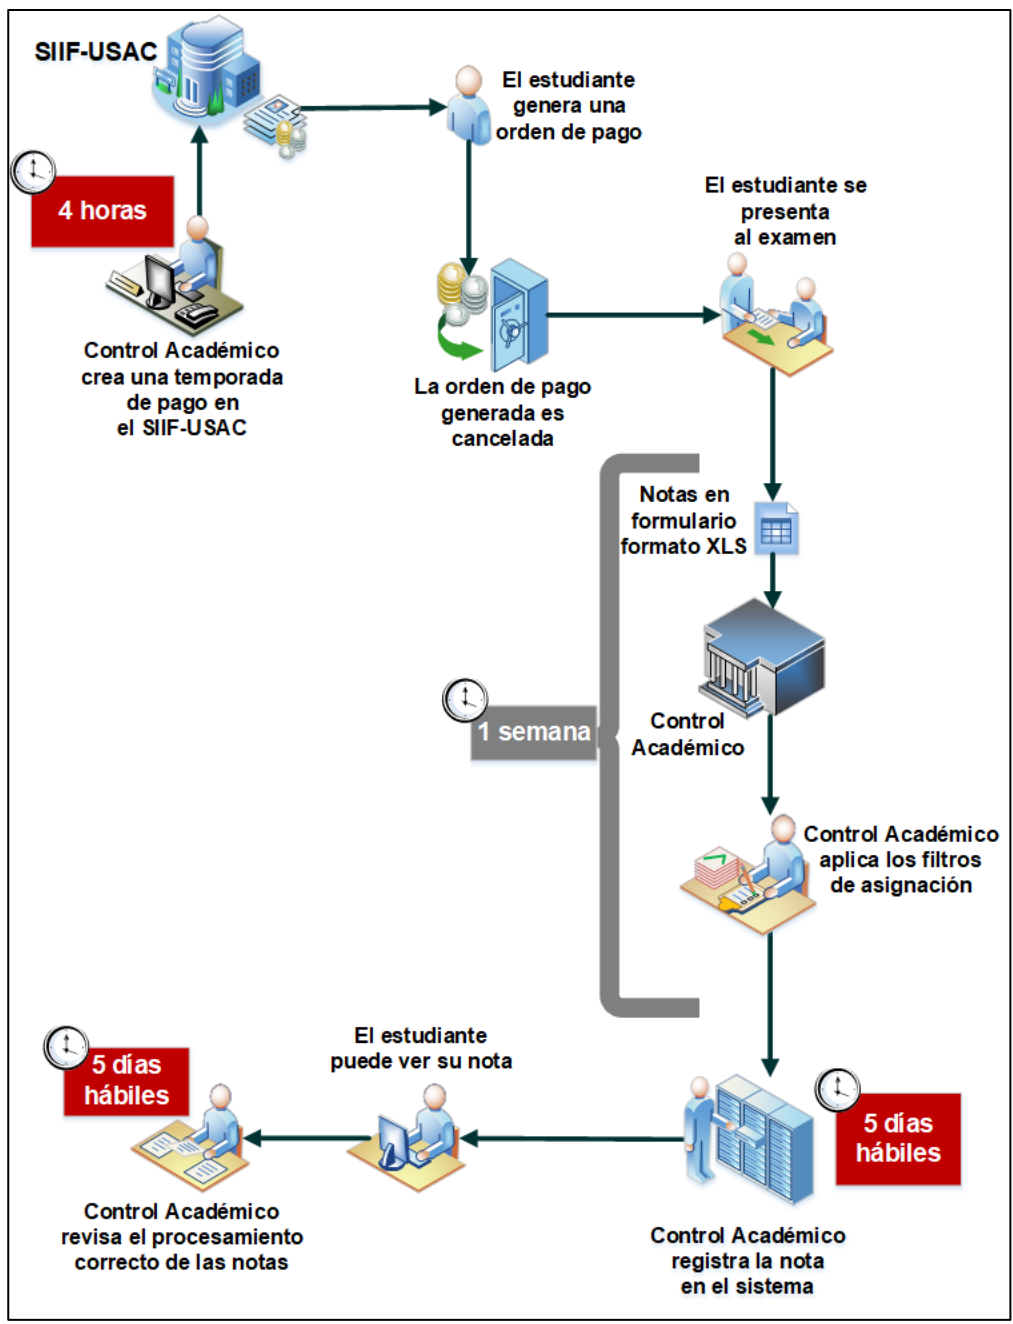 SIIF-USAC
El estudiante
genera una
orden de pago
4 horas
Control Académico
crea una temporada
de pago en
el SIIF-USAC
La orden de pago
generada es
cancelada
El estudiante se
presenta
al examen
Notas en
formulario
formato XLS
Control
Académico
1 semana
Control Académico
aplica los filtros
de asignación
5 días
hábiles
Control Académico
registra la nota
en el sistema
El estudiante
puede ver su nota
5 días
hábiles
Control Académico
revisa el procesamiento
correcto de las notas